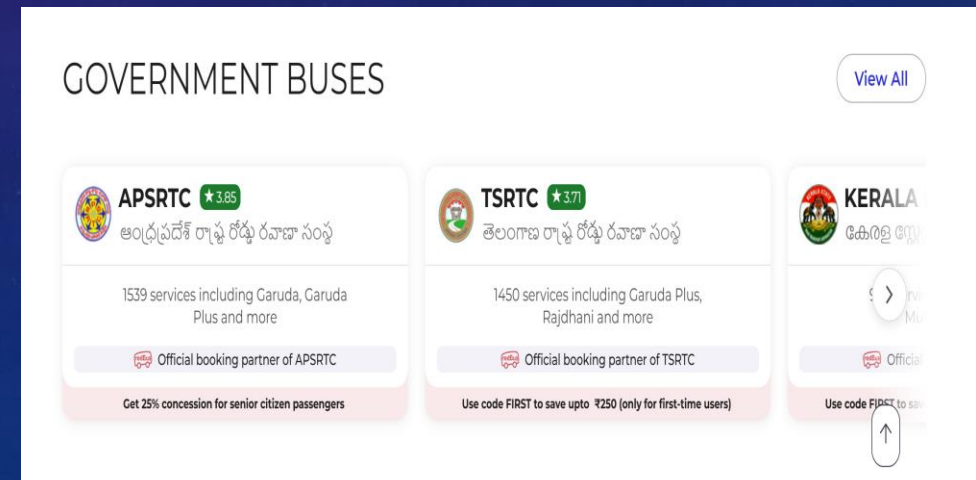 GOVERNMENT BUSES
View All
APSRTC ★ 3.85
ఆంధ్రప్రదేశ్ రాష్ట్ర రోడ్డు రవాణా సంస్థ
1539 services including Garuda, Garuda
Plus and more
Official booking partner of APSRTC
Get 25% concession for senior citizen passengers
TSRTC ★ 3.71
తెలంగాణ రాష్ట్ర రోడ్డు రవాణా సంస్థ
1450 services including Garuda Plus,
Rajdhani and more
Official booking partner of TSRTC
Use code FIRST to save upto ₹250 (only for first-time users)
KERALA
കേരള
Official
Use code FIRST to